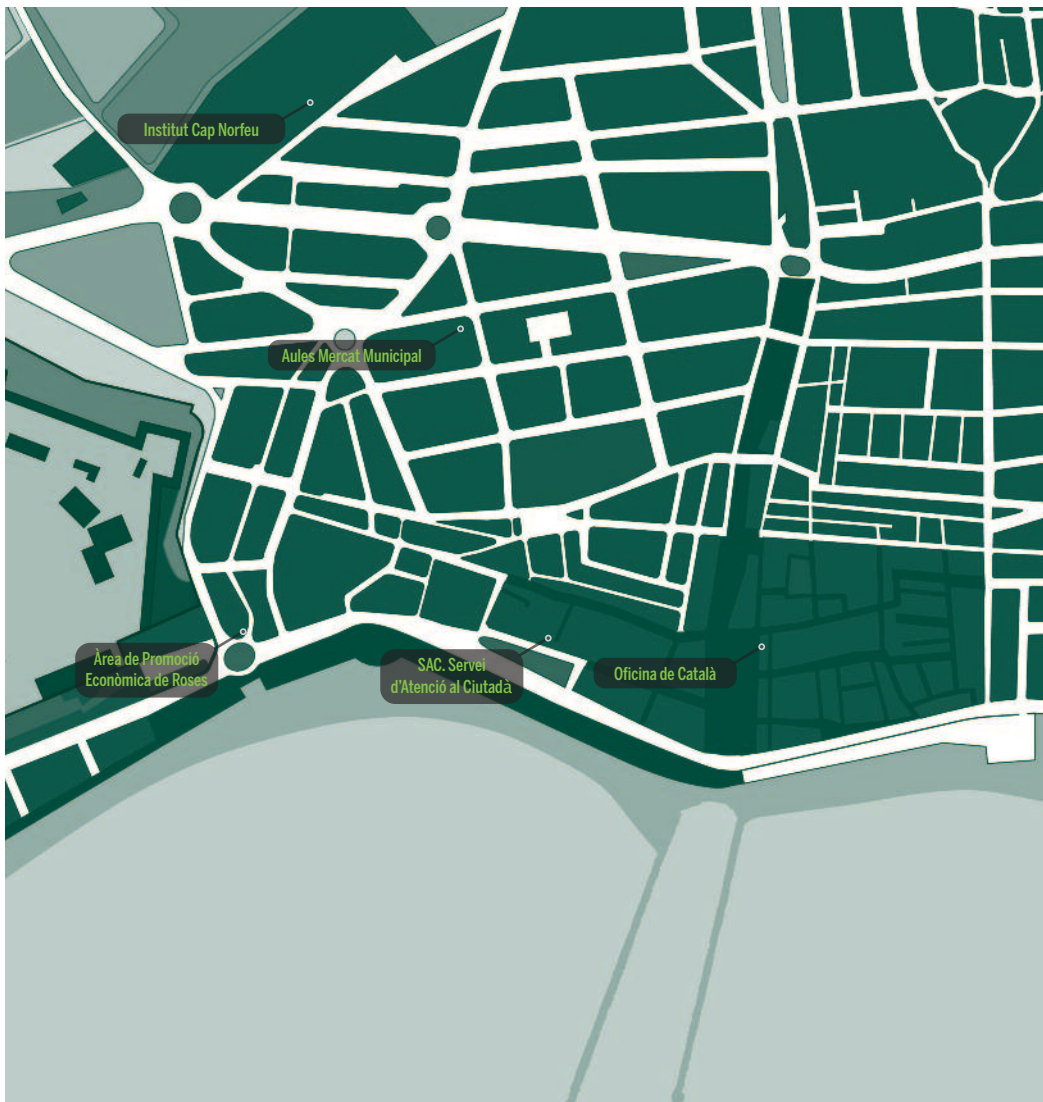 Institut Cap Norfeu
Aules Mercat Municipal
Àrea de Promoció
Econòmica de Roses
SAC. Servei
d'Atenció al Ciutadà
Oficina de Català